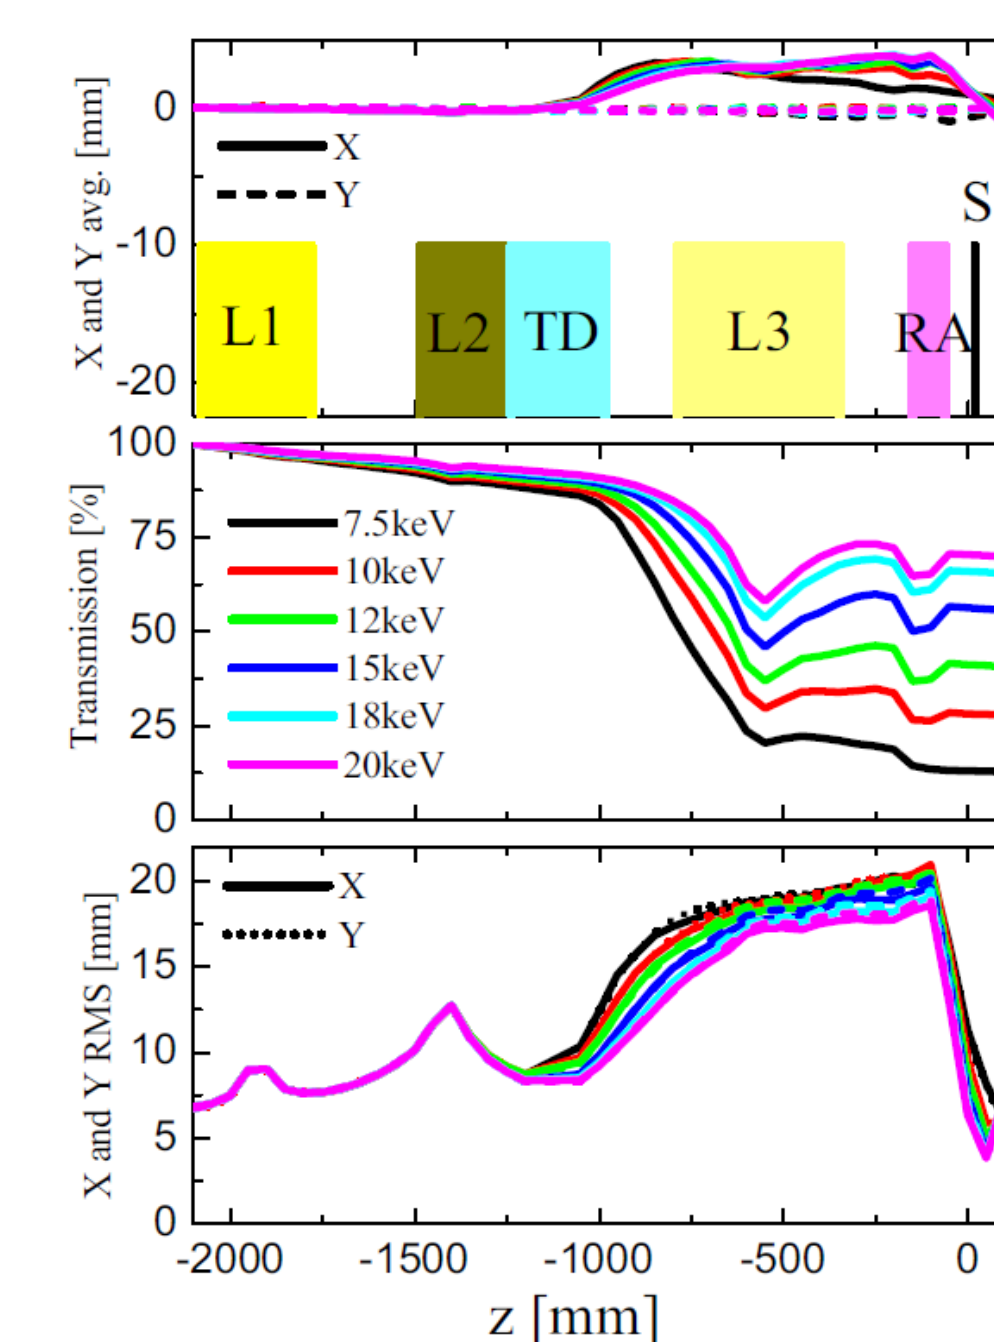 X and Y avg. [mm]
0
-10
-20
X
Y
S
L1
L2
TD
L3
RA
Transmission [%]
100
75
50
25
0
7.5keV
10keV
12keV
15keV
18keV
20keV
X and Y RMS [mm]
20
15
10
5
0
X
Y
-2000
-1500
-1000
-500
0
z [mm]